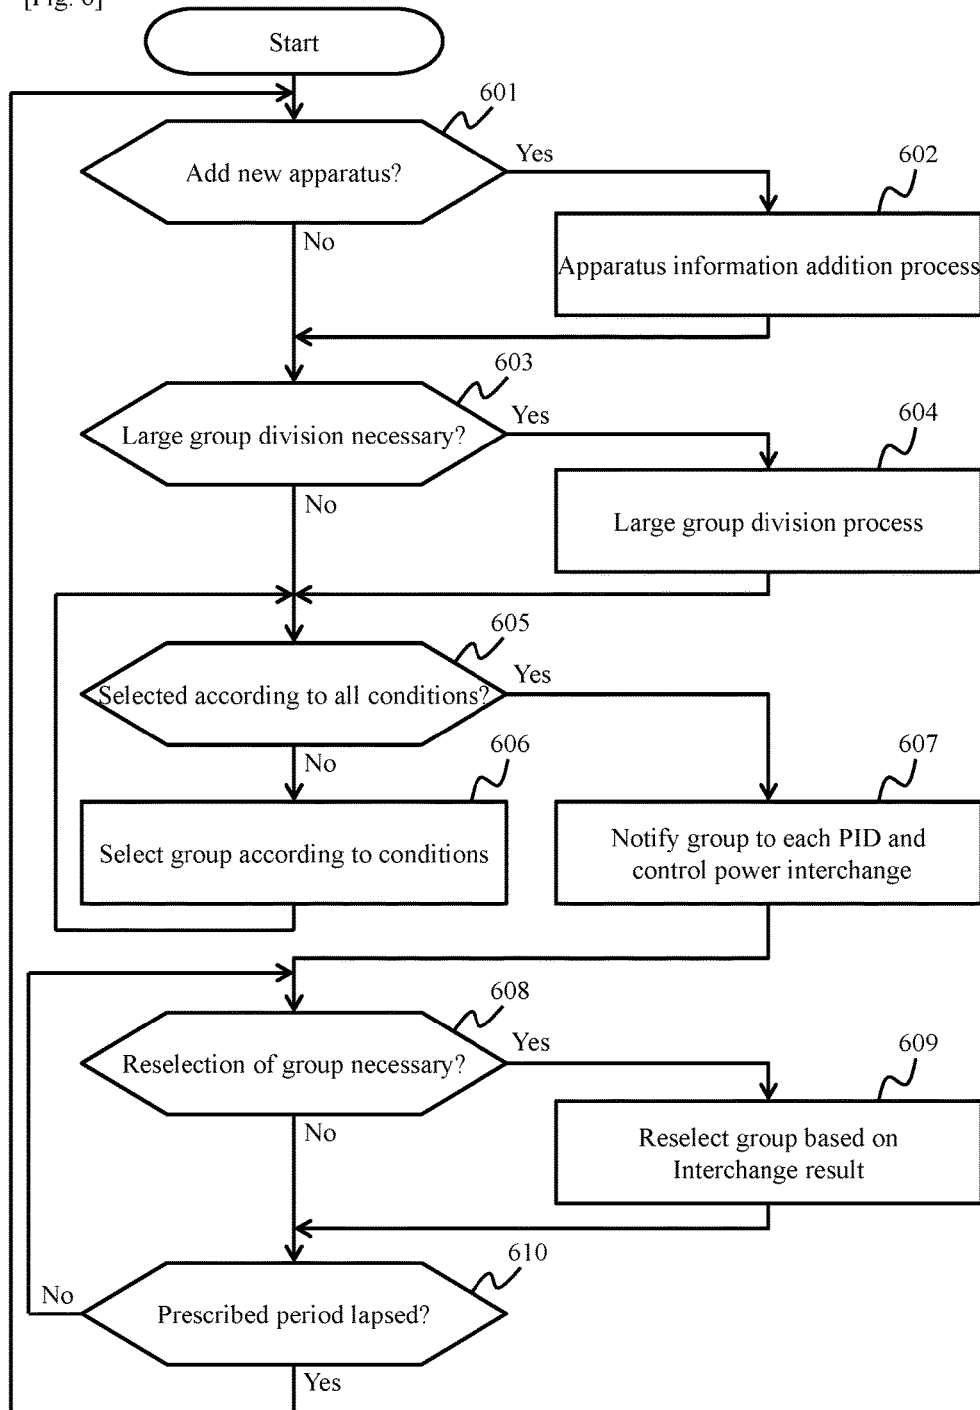 [Fig. 6]
Start
601
Add new apparatus?
Yes
602
No
Apparatus information addition process
603
Large group division necessary?
Yes
604
No
Large group division process
605
Selected according to all conditions?
Yes
606
607
No
Select group according to conditions
Notify group to each PID and
control power interchange
608
Reselection of group necessary?
Yes
609
No
Reselect group based on
Interchange result
610
No
Prescribed period lapsed?
Yes